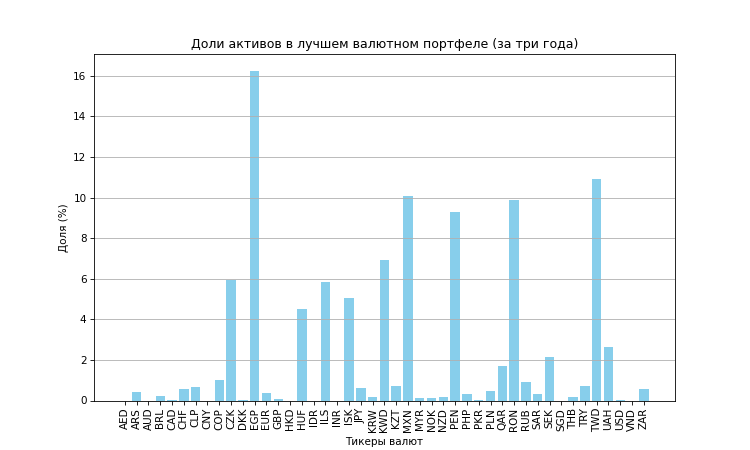 Доли активов в лучшем валютном портфеле (за три года)
Доля (%)
16
14
12
10
8
6
4
2
0
AED ARS AUD BRL CAD CHF CLP CNY COP CZK DKK EGP EUR GBP HKD HUF IDR ILS INR ISK JPY KRW KWD KZT MXN MYR NOK NZD PEN PHP PKR PLN QAR RON RUB SAR SEK SGD THB TRY TWD UAH USD VND ZAR
Тикеры валют